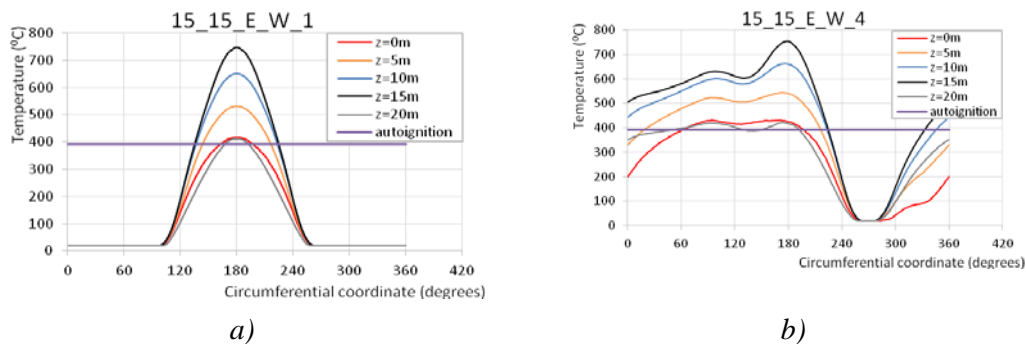 15_15_E_W_1
Temperature (⁰C)
800
700
600
500
400
300
200
100
0
0 60 120 180 240 300 360 420
Circumferential coordinate (degrees)
z=0m
z=5m
z=10m
z=15m
z=20m
autoignition
a)
15_15_E_W_4
Temperature (⁰C)
800
700
600
500
400
300
200
100
0
0 60 120 180 240 300 360 420
Circumferential coordinate (degrees)
z=0m
z=5m
z=10m
z=15m
z=20m
autoignition
b)